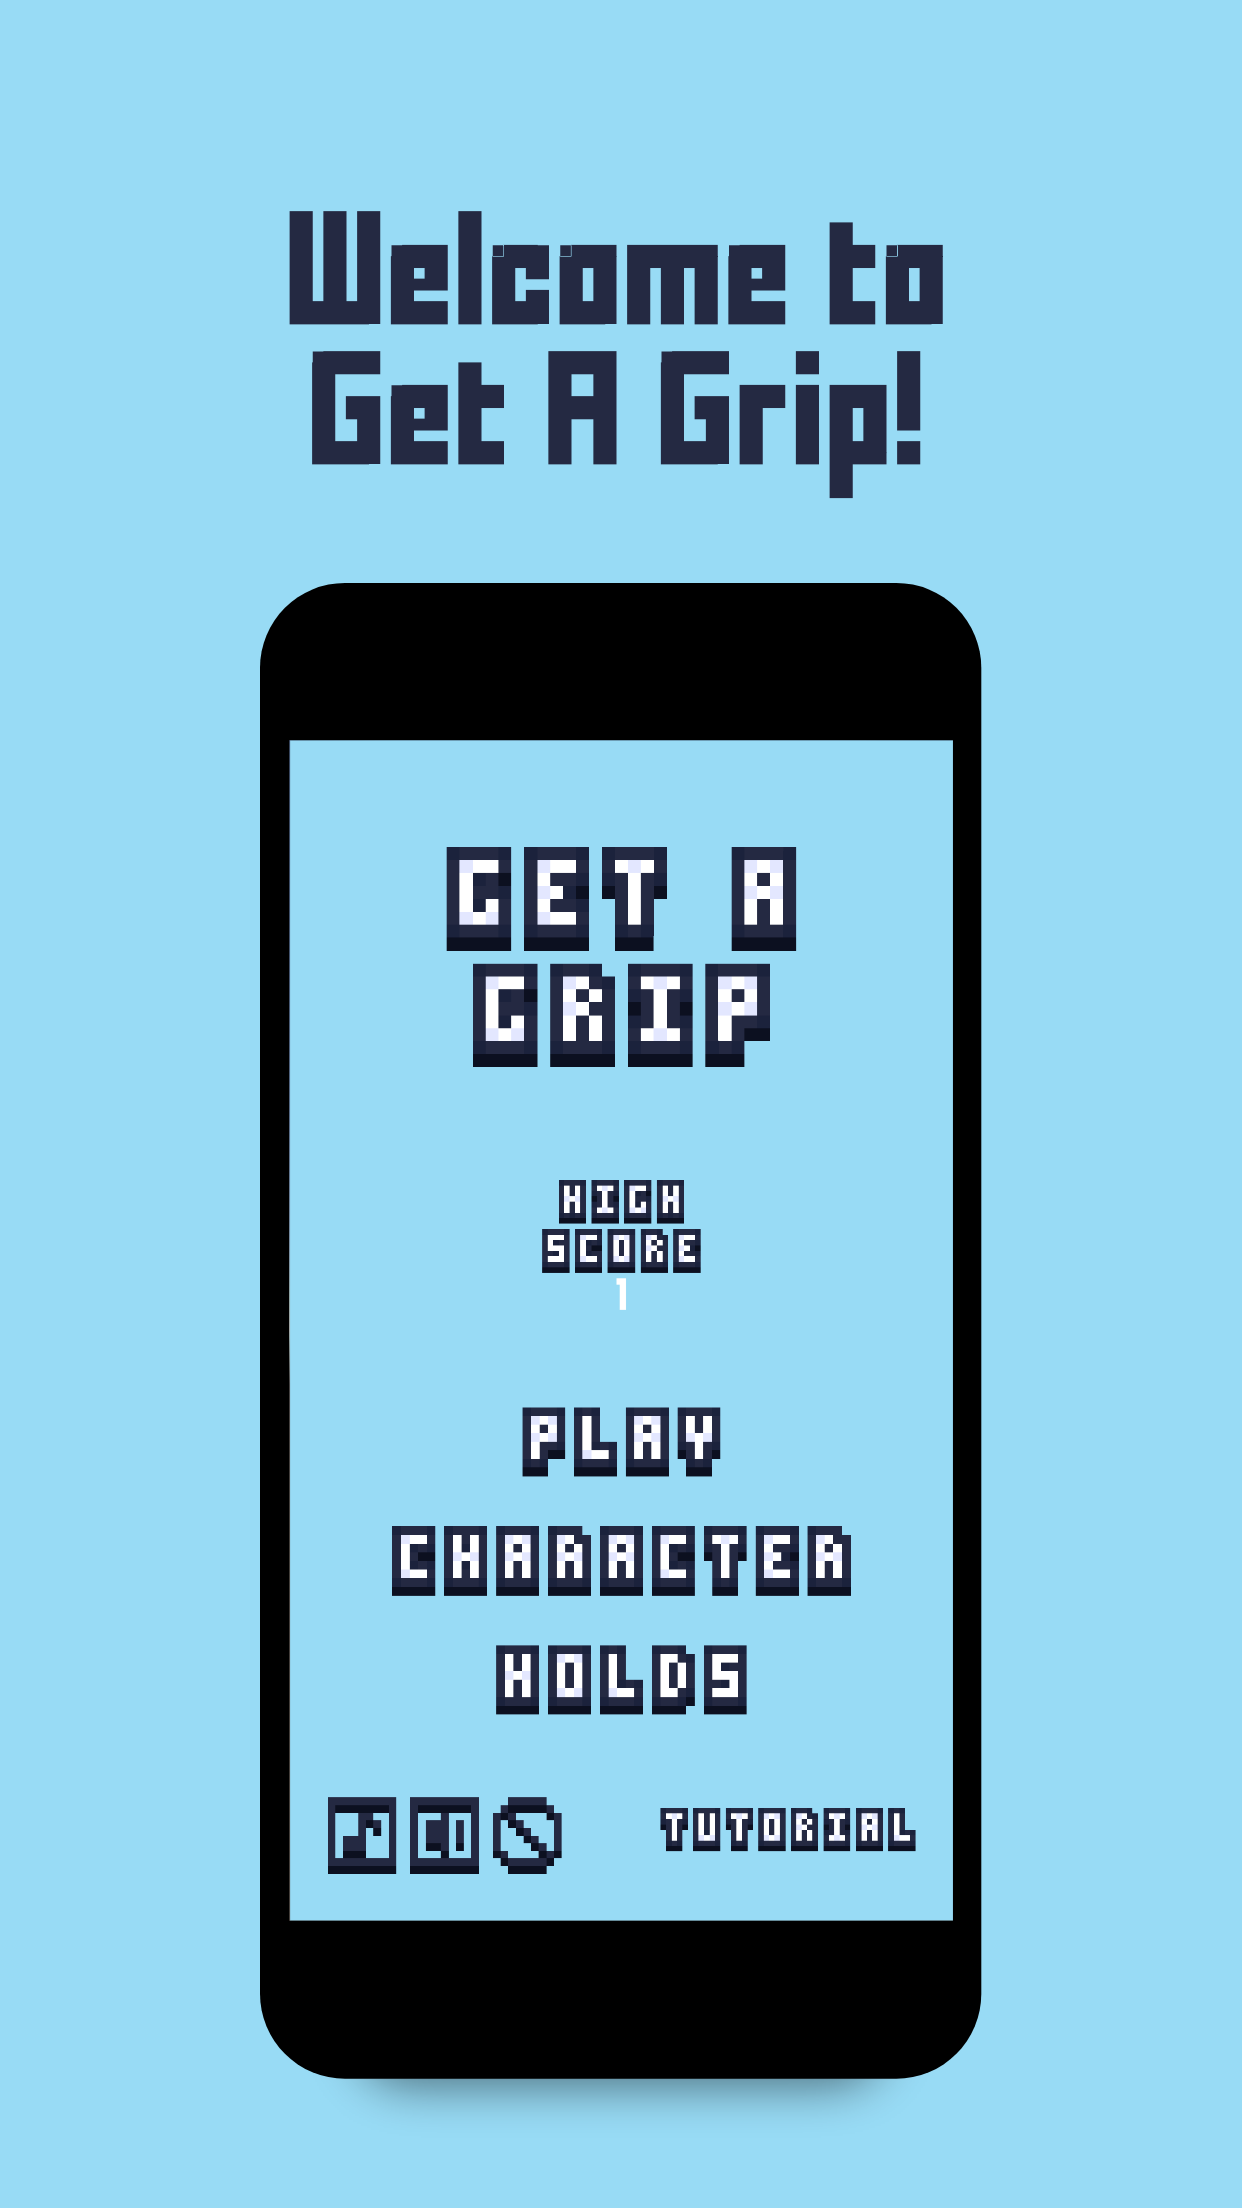 Welcome to
Get A Grip!
GET A
GRIP
HIGH
SCORE
1
PLAY
CHARACTER
HOLDS
TUTORIAL